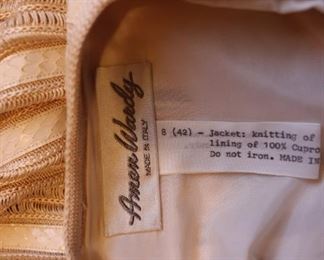 Amen Wardy
MADE IN ITALY
8 (42) - Jacket: knitting of
lining of 100% Cupro
Do not iron. MADE IN